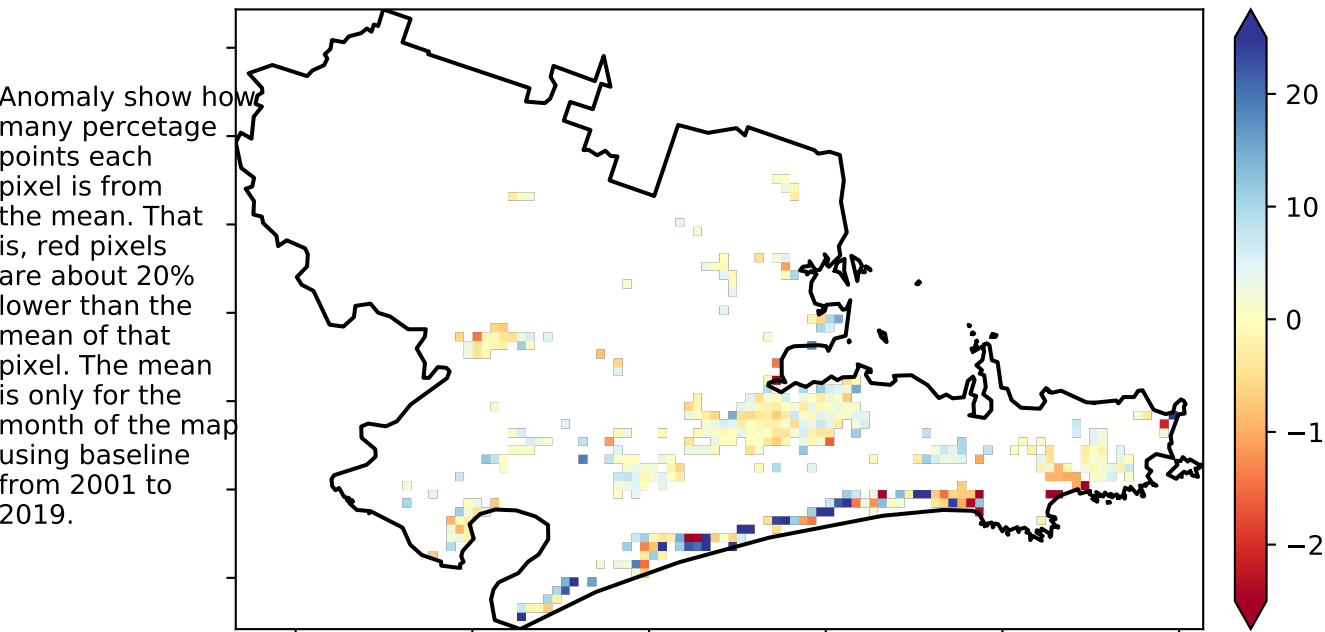 Anomaly show how
many percetage
points each
pixel is from
the mean. That
is, red pixels
are about 20%
lower than the
mean of that
pixel. The mean
is only for the
month of the map
using baseline
from 2001 to
2019.
20
10
0
−1
−2